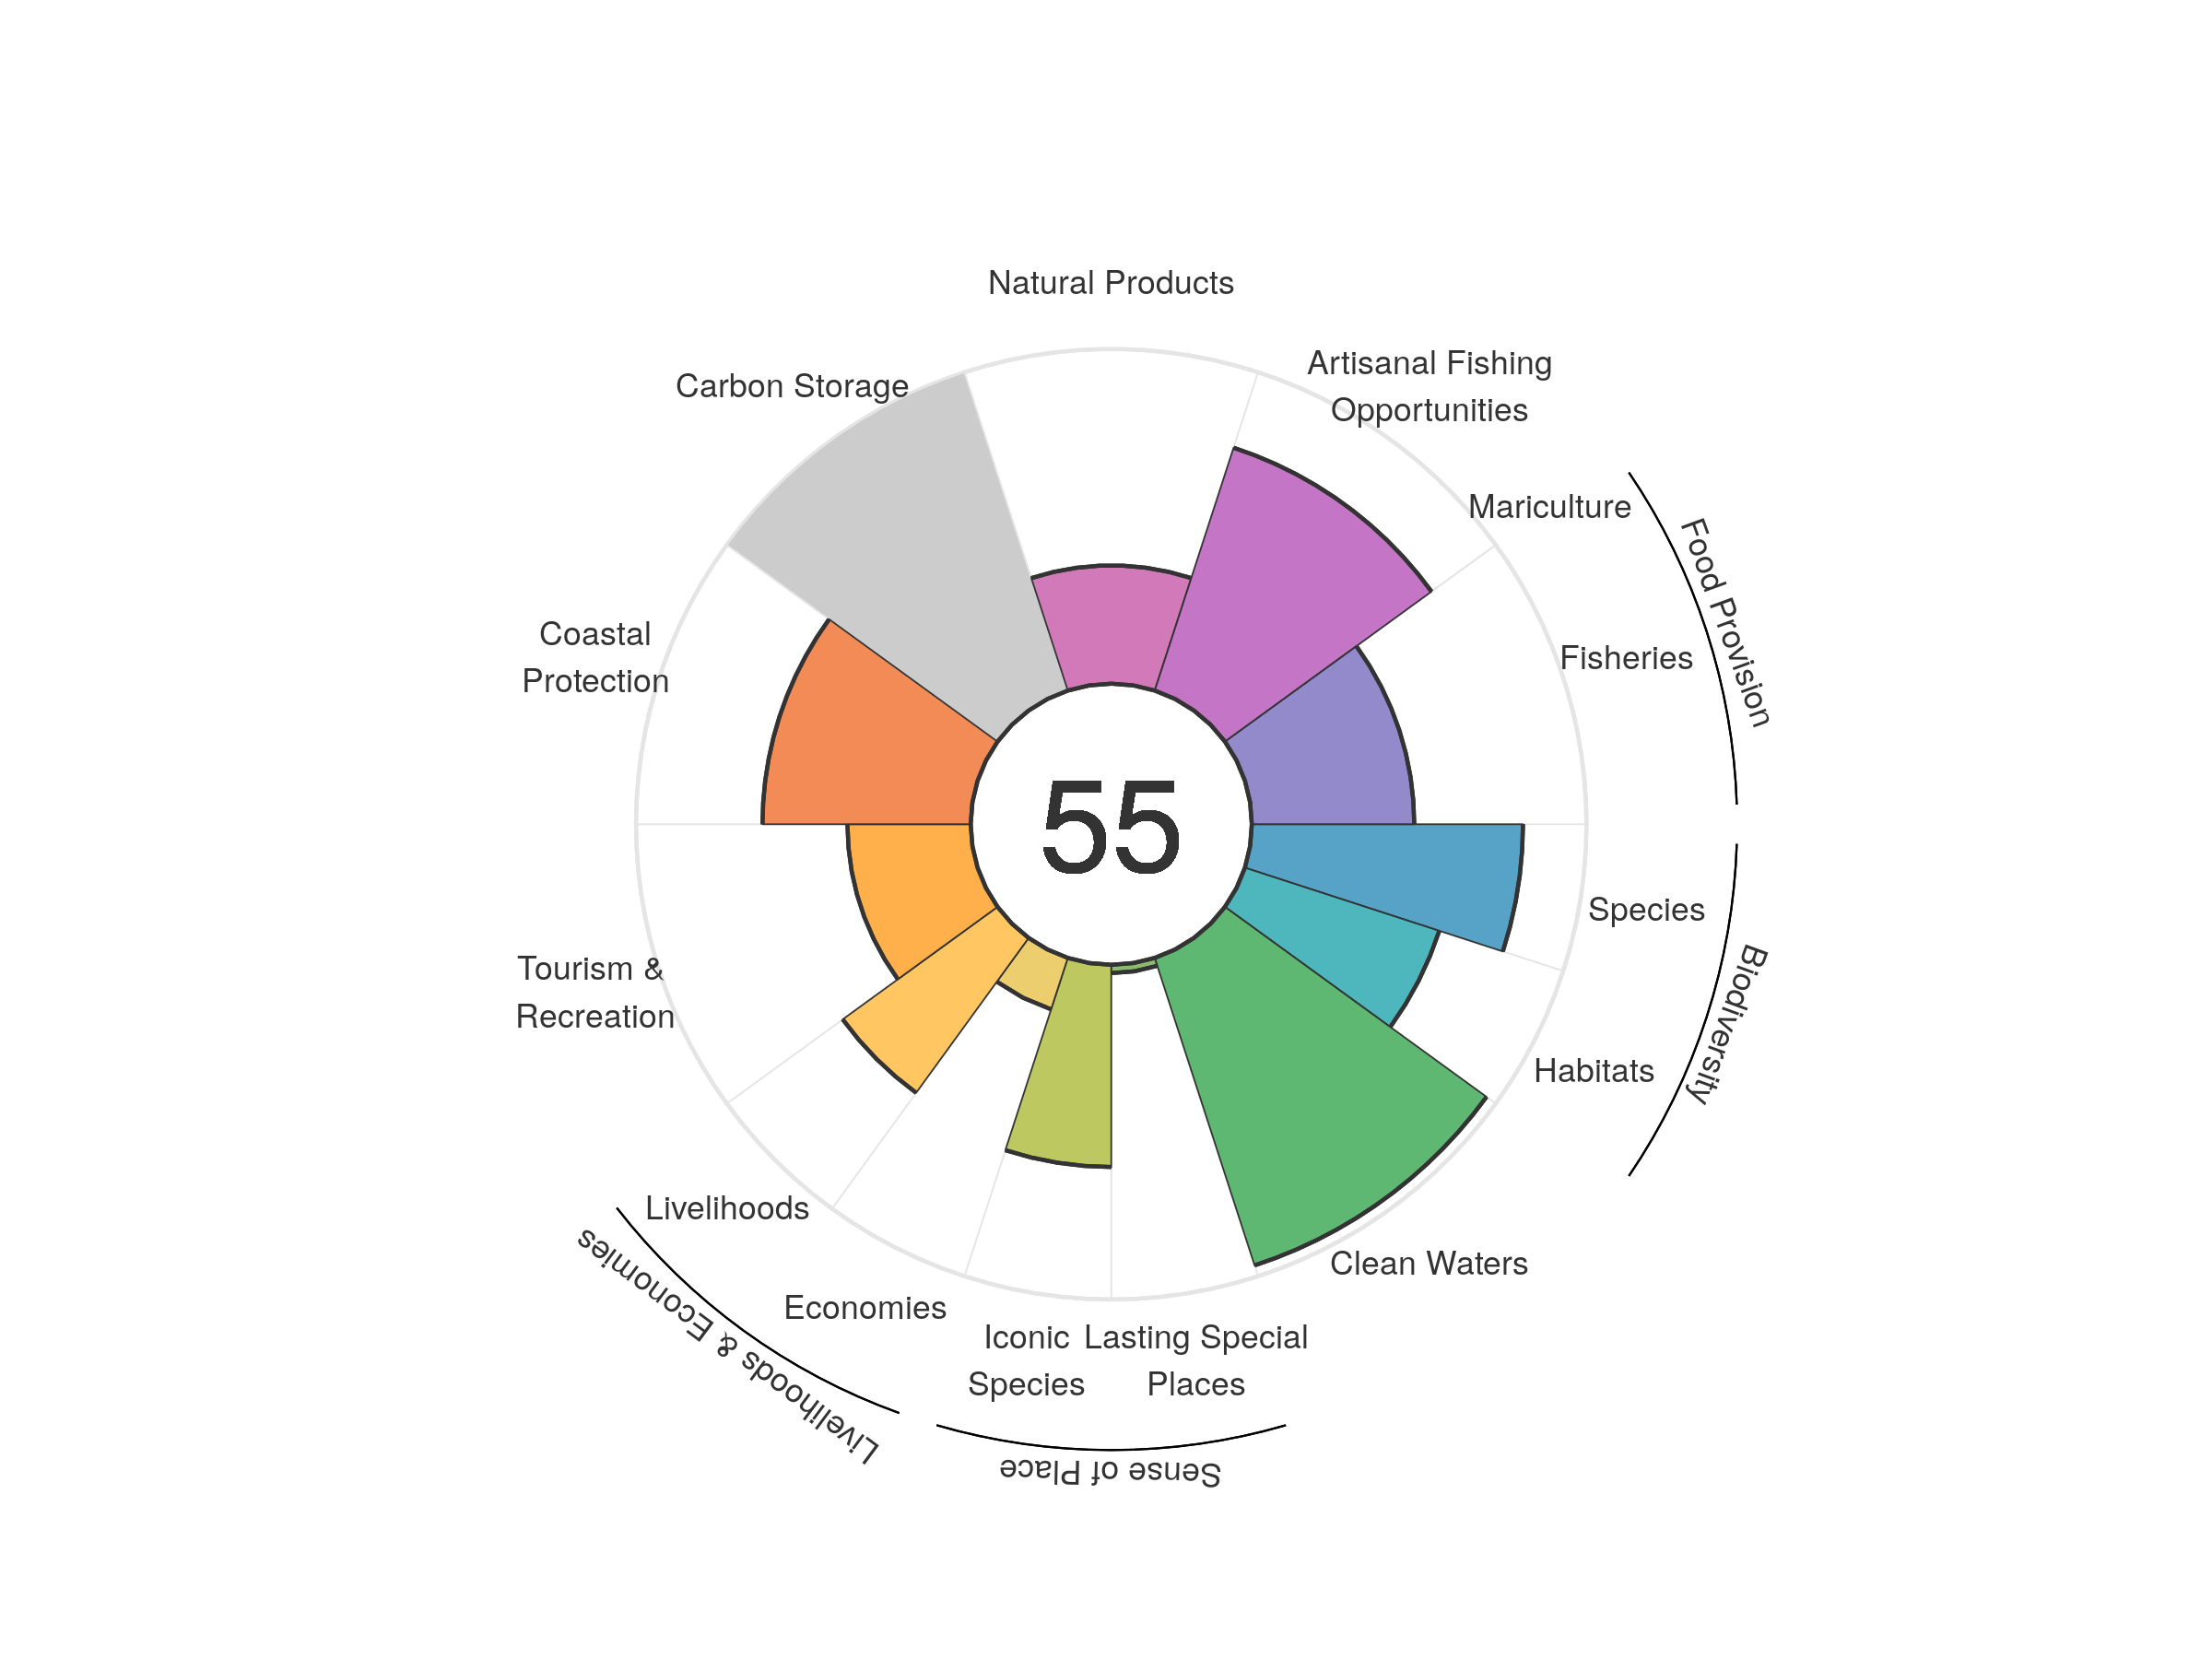 Natural Products
Artisanal Fishing
Opportunities
Carbon Storage
Mariculture
Food Provision
Fisheries
Coastal
Protection
55
Species
Biodiversity
Tourism &
Recreation
Habitats
Livelihoods
Clean Waters
Livelihoods & Economies
Economies
Iconic
Species
Lasting Special
Places
Sense of Place